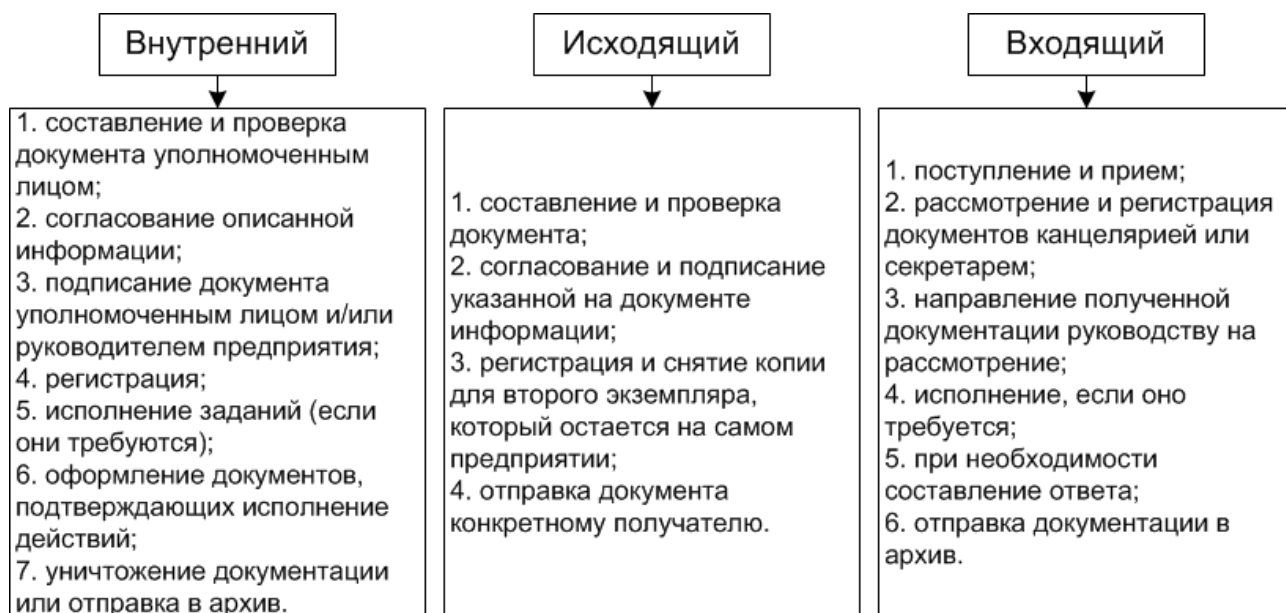 Внутренний
1. составление и проверка
документа уполномоченным
лицом;
2. согласование описанной
информации;
3. подписание документа
уполномоченным лицом и/или
руководителем предприятия;
4. регистрация;
5. исполнение заданий (если
они требуются);
6. оформление документов,
подтверждающих исполнение
действий;
7. уничтожение документации
или отправка в архив.
Исходящий
1. составление и проверка
документа;
2. согласование и подписание
указанной на документе
информации;
3. регистрация и снятие копии
для второго экземпляра,
который остается на самом
предприятии;
4. отправка документа
конкретному получателю.
Входящий
1. поступление и прием;
2. рассмотрение и регистрация
документов канцелярией или
секретарем;
3. направление полученной
документации руководству на
рассмотрение;
4. исполнение, если оно
требуется;
5. при необходимости
составление ответа;
6. отправка документации в
архив.